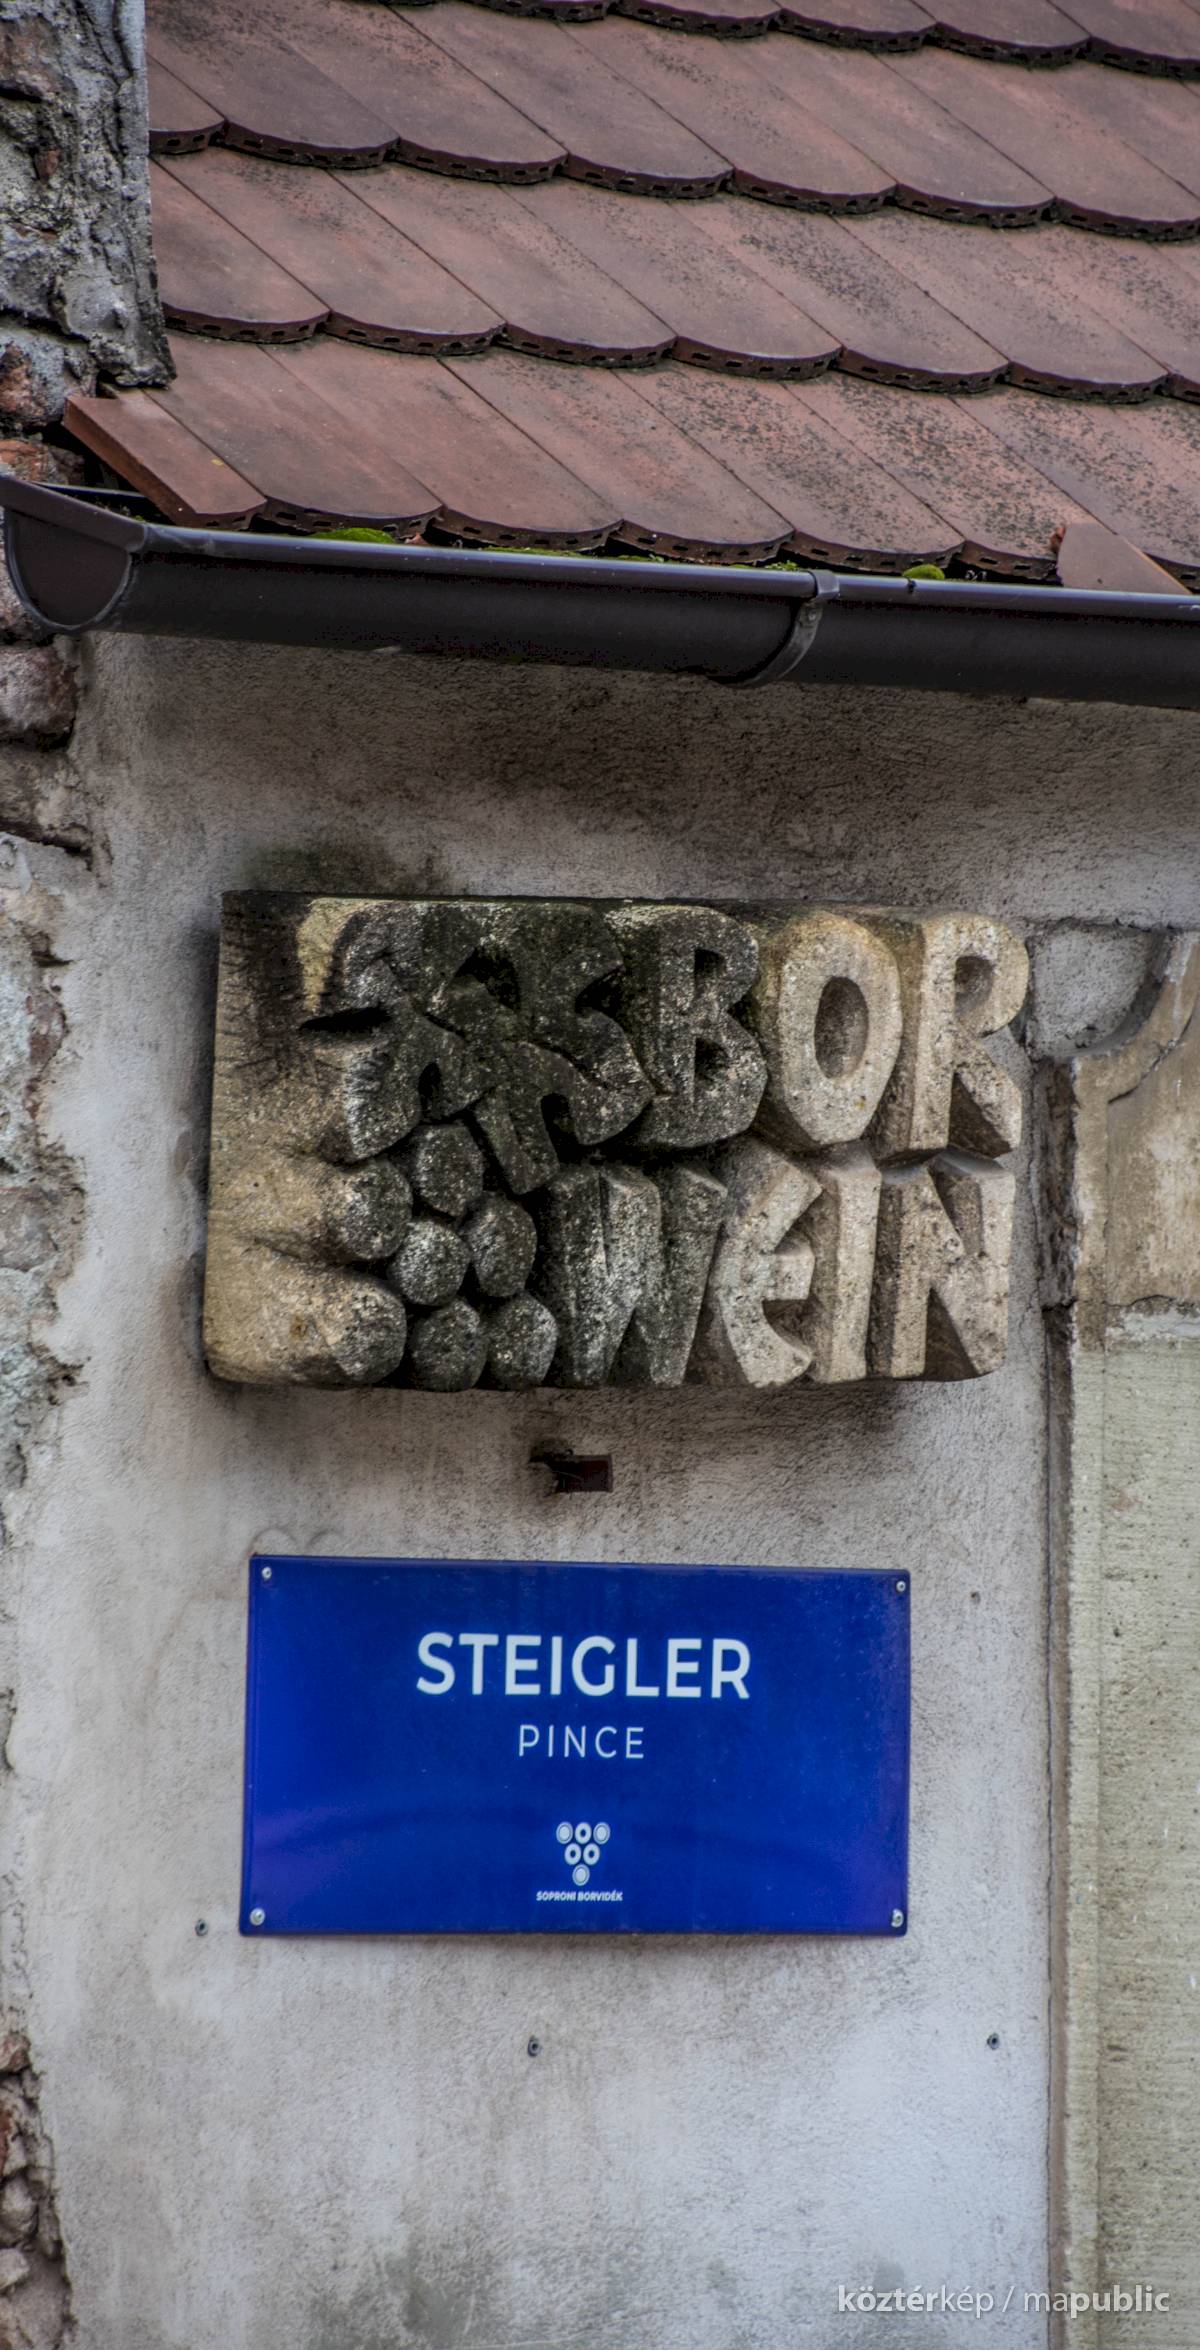 BOR
WEIN
STEIGLER
PINCE
SOPRONI BORVIDÉK
köztérkép / mapublic